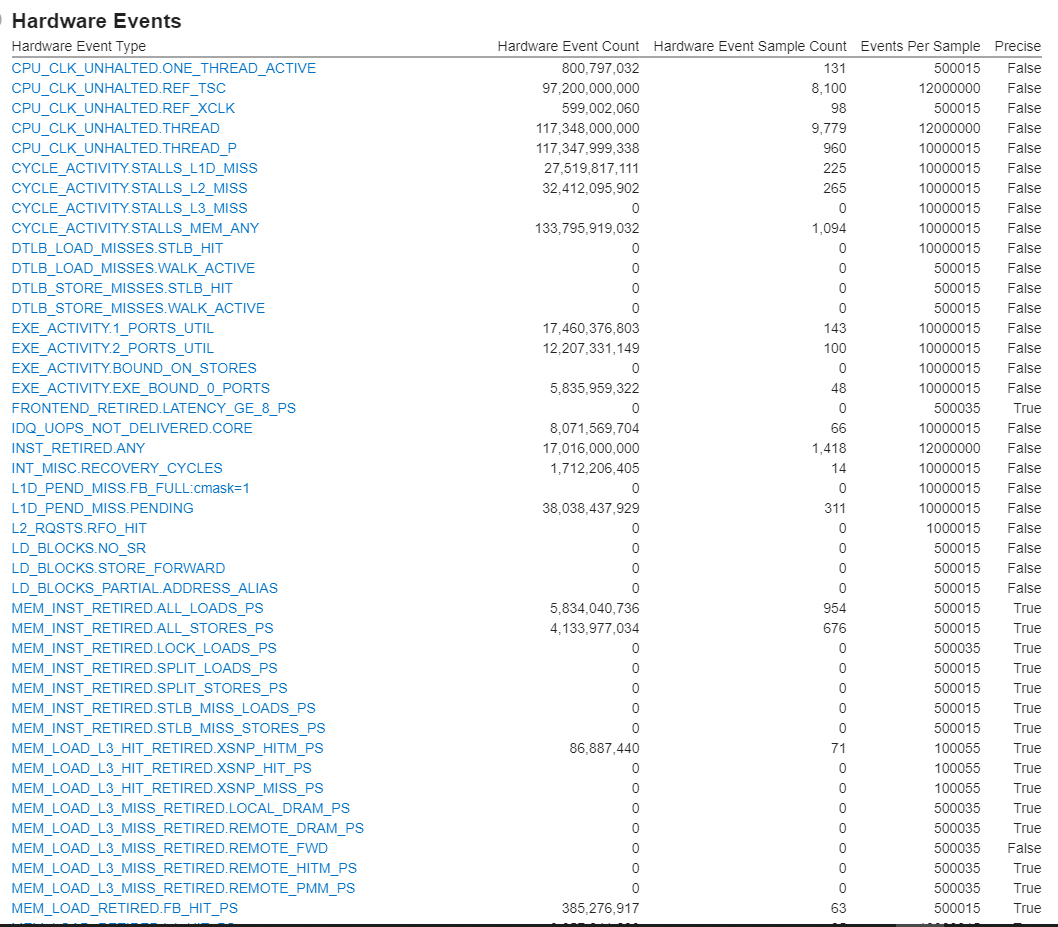 Hardware Events
Hardware Event Type Hardware Event Count Hardware Event Sample Count Events Per Sample Precise
CPU_CLK_UNHALTED.ONE_THREAD_ACTIVE 800,797,032 131 500015 False
CPU_CLK_UNHALTED.REF_TSC 97,200,000,000 8,100 12000000 False
CPU_CLK_UNHALTED.REF_XCLK 599,002,060 98 500015 False
CPU_CLK_UNHALTED.THREAD 117,348,000,000 9,779 12000000 False
CPU_CLK_UNHALTED.THREAD_P 117,347,999,338 960 10000015 False
CYCLE_ACTIVITY.STALLS_L1D_MISS 27,519,817,111 225 10000015 False
CYCLE_ACTIVITY.STALLS_L2_MISS 32,412,095,902 265 10000015 False
CYCLE_ACTIVITY.STALLS_L3_MISS 0 0 10000015 False
CYCLE_ACTIVITY.STALLS_MEM_ANY 133,795,919,032 1,094 10000015 False
DTLB_LOAD_MISSES.STLB_HIT 0 0 10000015 False
DTLB_LOAD_MISSES.WALK_ACTIVE 0 0 500015 False
DTLB_STORE_MISSES.STLB_HIT 0 0 500015 False
DTLB_STORE_MISSES.WALK_ACTIVE 0 0 500015 False
EXE_ACTIVITY.1_PORTS_UTIL 17,460,376,803 143 10000015 False
EXE_ACTIVITY.2_PORTS_UTIL 12,207,331,149 100 10000015 False
EXE_ACTIVITY.BOUND_ON_STORES 0 0 10000015 False
EXE_ACTIVITY.EXE_BOUND_0_PORTS 5,835,959,322 48 10000015 False
FRONTEND_RETIRED.LATENCY_GE_8_PS 0 0 500035 True
IDQ_UOPS_NOT_DELIVERED.CORE 8,071,569,704 66 10000015 False
INST_RETIRED.ANY 17,016,000,000 1,418 12000000 False
INT_MISC.RECOVERY_CYCLES 1,712,206,405 14 10000015 False
L1D_PEND_MISS.FB_FULL:cmask=1 0 0 10000015 False
L1D_PEND_MISS.PENDING 38,038,437,929 311 10000015 False
L2_RQSTS.RFO_HIT 0 0 1000015 False
LD_BLOCKS.NO_SR 0 0 500015 False
LD_BLOCKS.STORE_FORWARD 0 0 500015 False
LD_BLOCKS_PARTIAL.ADDRESS_ALIAS 0 0 500015 False
MEM_INST_RETIRED.ALL_LOADS_PS 5,834,040,736 954 500015 True
MEM_INST_RETIRED.ALL_STORES_PS 4,133,977,034 676 500015 True
MEM_INST_RETIRED.LOCK_LOADS_PS 0 0 500035 True
MEM_INST_RETIRED.SPLIT_LOADS_PS 0 0 500015 True
MEM_INST_RETIRED.SPLIT_STORES_PS 0 0 500015 True
MEM_INST_RETIRED.STLB_MISS_LOADS_PS 0 0 500015 True
MEM_INST_RETIRED.STLB_MISS_STORES_PS 0 0 500015 True
MEM_LOAD_L3_HIT_RETIRED.XSNP_HITM_PS 86,887,440 71 100055 True
MEM_LOAD_L3_HIT_RETIRED.XSNP_HIT_PS 0 0 100055 True
MEM_LOAD_L3_HIT_RETIRED.XSNP_MISS_PS 0 0 100055 True
MEM_LOAD_L3_MISS_RETIRED.LOCAL_DRAM_PS 0 0 500035 True
MEM_LOAD_L3_MISS_RETIRED.REMOTE_DRAM_PS 0 0 500035 True
MEM_LOAD_L3_MISS_RETIRED.REMOTE_FWD 0 0 500035 False
MEM_LOAD_L3_MISS_RETIRED.REMOTE_HITM_PS 0 0 500035 True
MEM_LOAD_L3_MISS_RETIRED.REMOTE_PMM_PS 0 0 500035 True
MEM_LOAD_RETIRED.FB_HIT_PS 385,276,917 63 500015 True